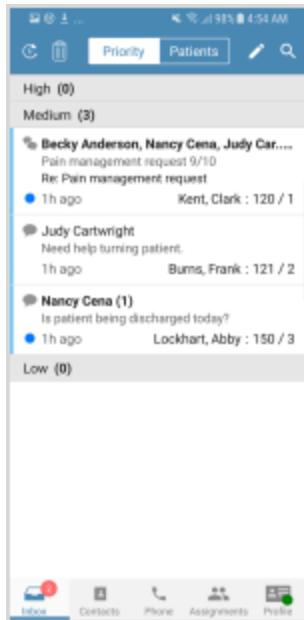 98% 4:54 AM
Priority Patients
High (0)
Medium (3)
Becky Anderson, Nancy Cena, Judy Car....
Pain management request 9/10
Re: Pain management request
1h ago Kent, Clark : 120 / 1
Judy Cartwright
Need help turning patient.
1h ago Burns, Frank : 121 / 2
Nancy Cena (1)
Is patient being discharged today?
1h ago Lockhart, Abby : 150 / 3
Low (0)
2
Inbox Contacts Phone Assignments Profile